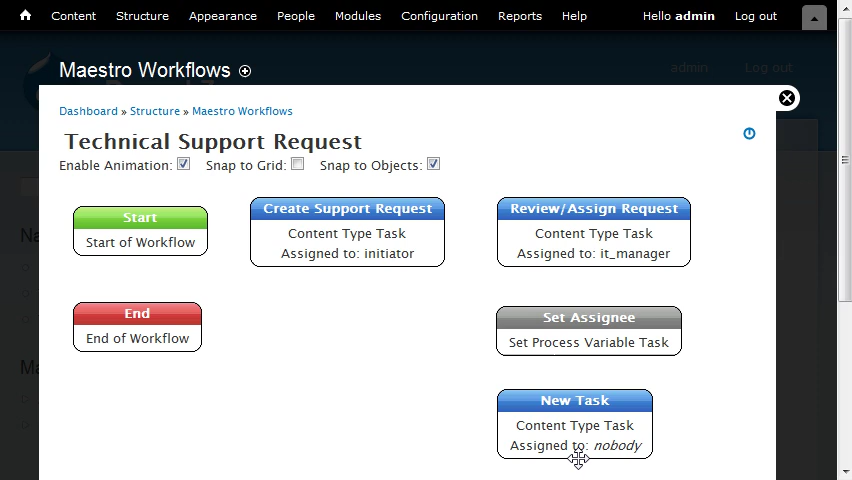 Content Structure Appearance People Modules Configuration Reports Help Hello admin Log out
Maestro Workflows
admin Log out
Dashboard » Structure » Maestro Workflows
Technical Support Request
Enable Animation: Snap to Grid: Snap to Objects:
Start
Start of Workflow
Create Support Request
Content Type Task
Assigned to: initiator
Review/Assign Request
Content Type Task
Assigned to: it_manager
End
End of Workflow
Set Assignee
Set Process Variable Task
New Task
Content Type Task
Assigned to: nobody